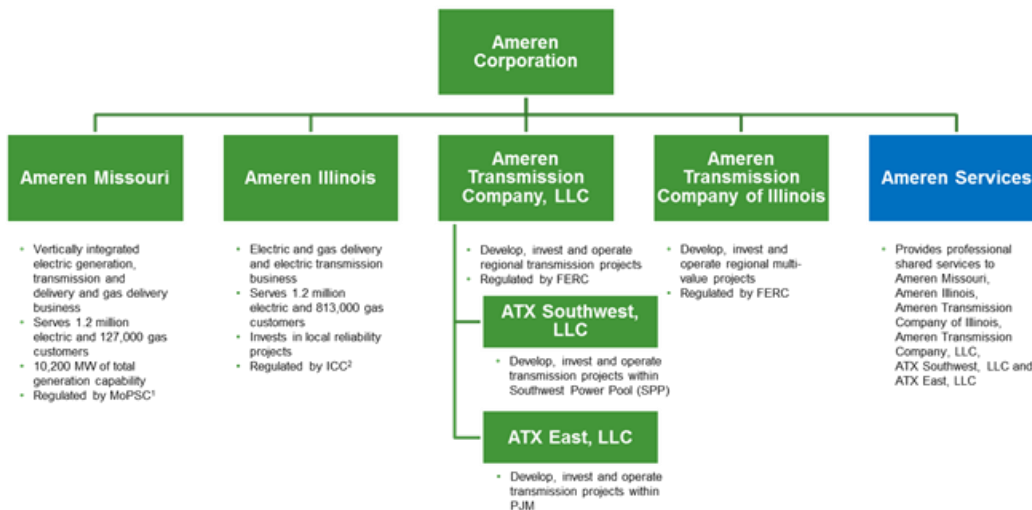 Ameren
Corporation
Ameren Missouri
Ameren Illinois
Ameren
Transmission
Company, LLC
Ameren
Transmission
Company of Illinois
Ameren Services
• Vertically integrated
electric generation,
transmission and
delivery and gas delivery
business
• Serves 1.2 million
electric and 127,000 gas
customers
• 10,200 MW of total
generation capability
• Regulated by MoPSC¹
• Electric and gas delivery
and electric transmission
business
• Serves 1.2 million
electric and 813,000 gas
customers
• Invests in local reliability
projects
• Regulated by ICC²
• Develop, invest and operate
regional transmission projects
• Regulated by FERC
ATX Southwest,
LLC
• Develop, invest and operate
transmission projects within
Southwest Power Pool (SPP)
ATX East, LLC
• Develop, invest and operate
transmission projects within
PJM
• Develop, invest and
operate regional multi-
value projects
• Regulated by FERC
• Provides professional
shared services to
Ameren Missouri,
Ameren Illinois,
Ameren Transmission
Company of Illinois,
Ameren Transmission
Company, LLC,
ATX Southwest, LLC and
ATX East, LLC